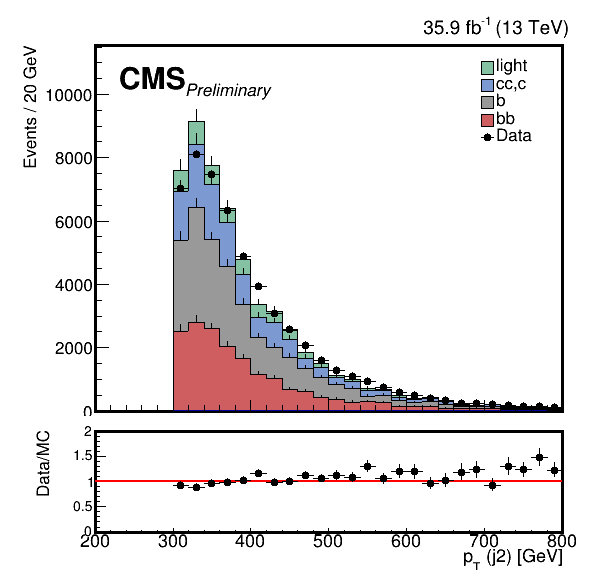 35.9 fb⁻¹ (13 TeV)
CMS Preliminary
light
cc,c
b
bb
Data
Events / 20 GeV
10000
8000
6000
4000
2000
0
Data/MC
2
1.5
1
0.5
0
200 300 400 500 600 700 800
p_T (j2) [GeV]